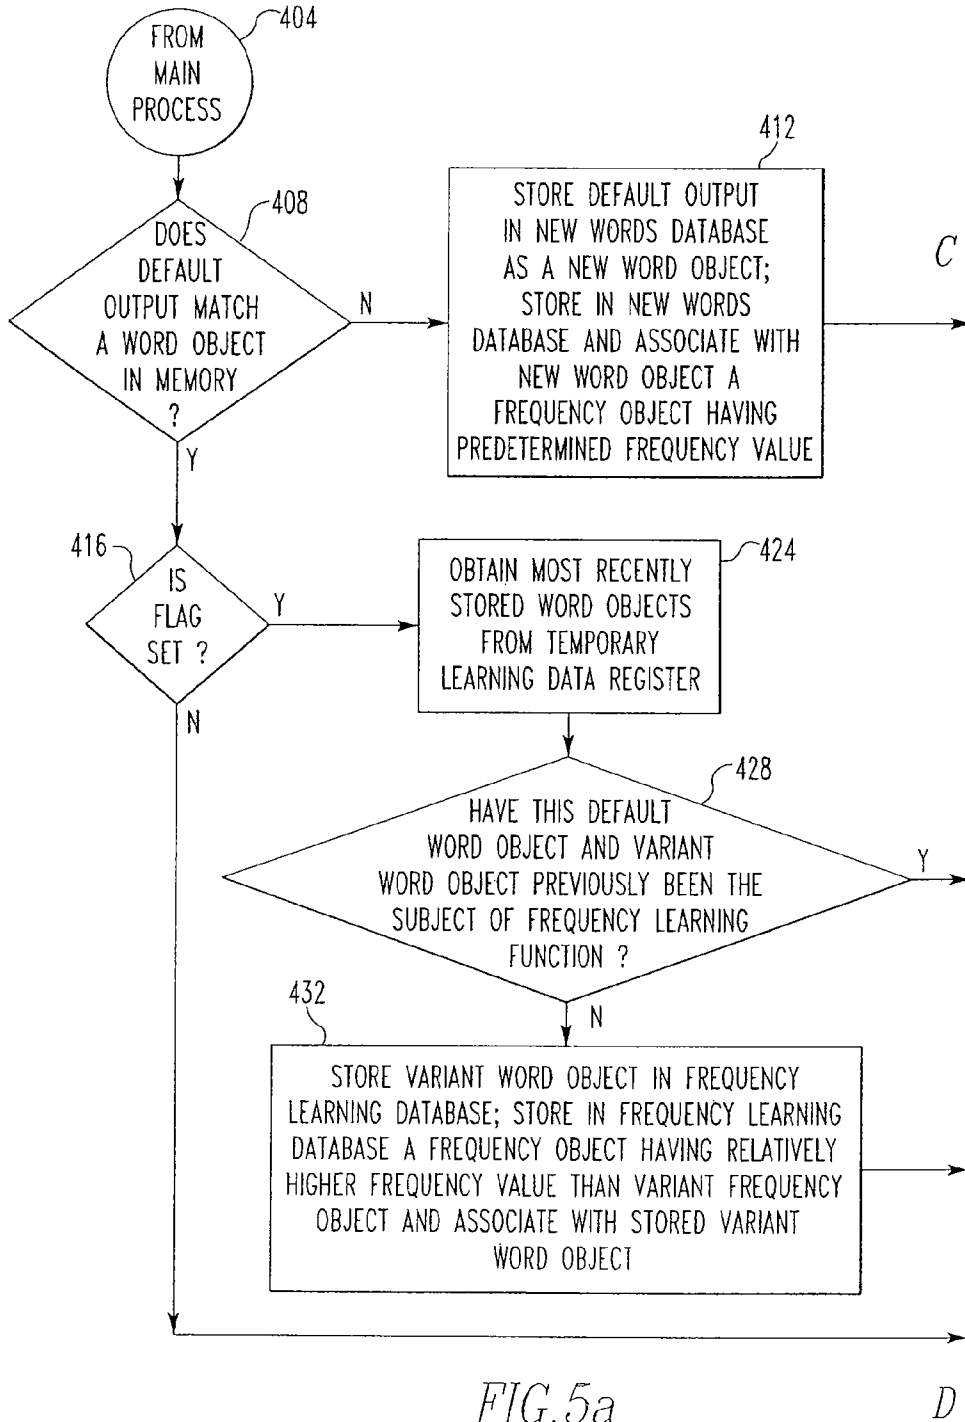 FROM
MAIN
PROCESS
404
DOES
DEFAULT
OUTPUT MATCH
A WORD OBJECT
IN MEMORY
?
408
N
Y
412
STORE DEFAULT OUTPUT
IN NEW WORDS DATABASE
AS A NEW WORD OBJECT;
STORE IN NEW WORDS
DATABASE AND ASSOCIATE WITH
NEW WORD OBJECT A
FREQUENCY OBJECT HAVING
PREDETERMINED FREQUENCY VALUE
C
416
IS
FLAG
SET ?
Y
N
424
OBTAIN MOST RECENTLY
STORED WORD OBJECTS
FROM TEMPORARY
LEARNING DATA REGISTER
428
HAVE THIS DEFAULT
WORD OBJECT AND VARIANT
WORD OBJECT PREVIOUSLY BEEN THE
SUBJECT OF FREQUENCY LEARNING
FUNCTION ?
Y
N
432
STORE VARIANT WORD OBJECT IN FREQUENCY
LEARNING DATABASE; STORE IN FREQUENCY LEARNING
DATABASE A FREQUENCY OBJECT HAVING RELATIVELY
HIGHER FREQUENCY VALUE THAN VARIANT FREQUENCY
OBJECT AND ASSOCIATE WITH STORED VARIANT
WORD OBJECT
FIG.5a
D